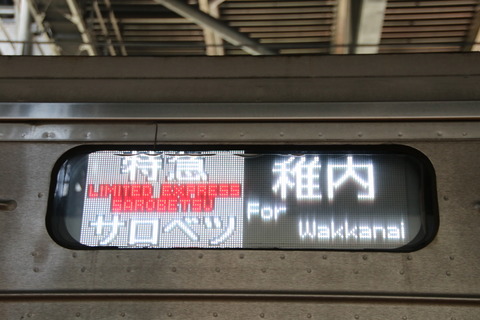 特急
LIMITED EXPRESS
SAROBETSU
サロベツ
稚内
For Wakkanai